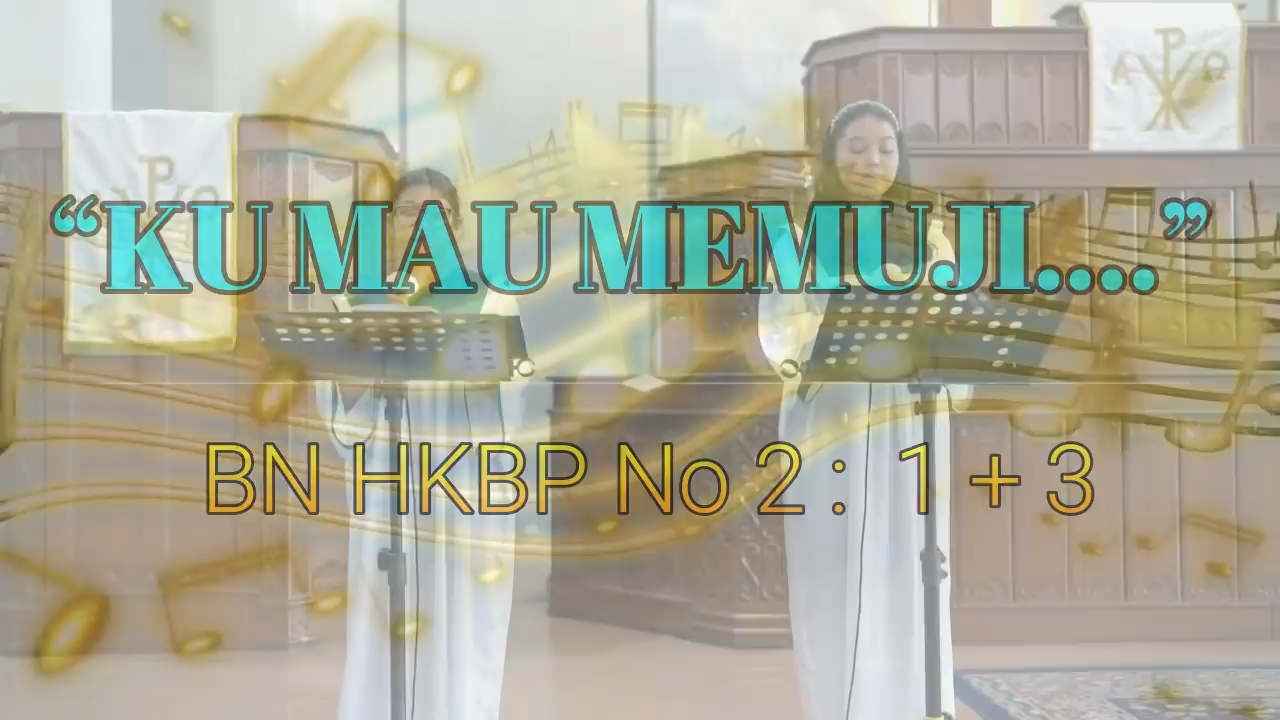 “KU MAU MEMUJI....”
BN HKBP No 2 : 1 + 3